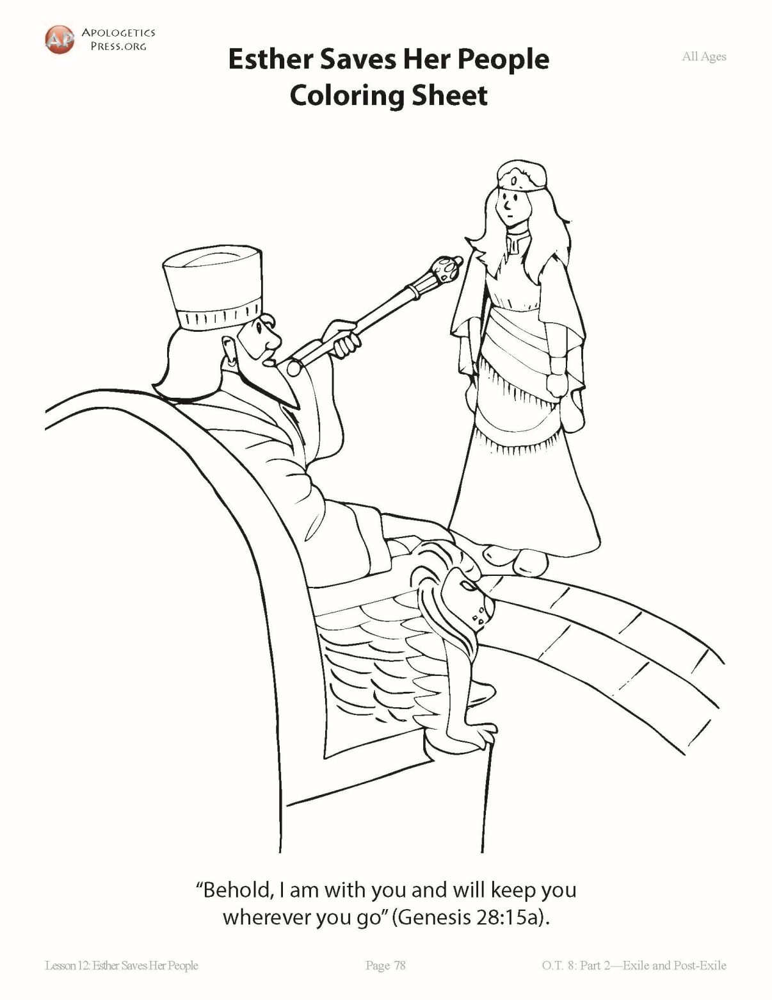 AP
APOLOGETICS
PRESS.ORG
Esther Saves Her People
Coloring Sheet
All Ages
“Behold, I am with you and will keep you
wherever you go” (Genesis 28:15a).
Lesson 12: Esther Saves Her People
Page 78
O.T. 8: Part 2—Exile and Post-Exile